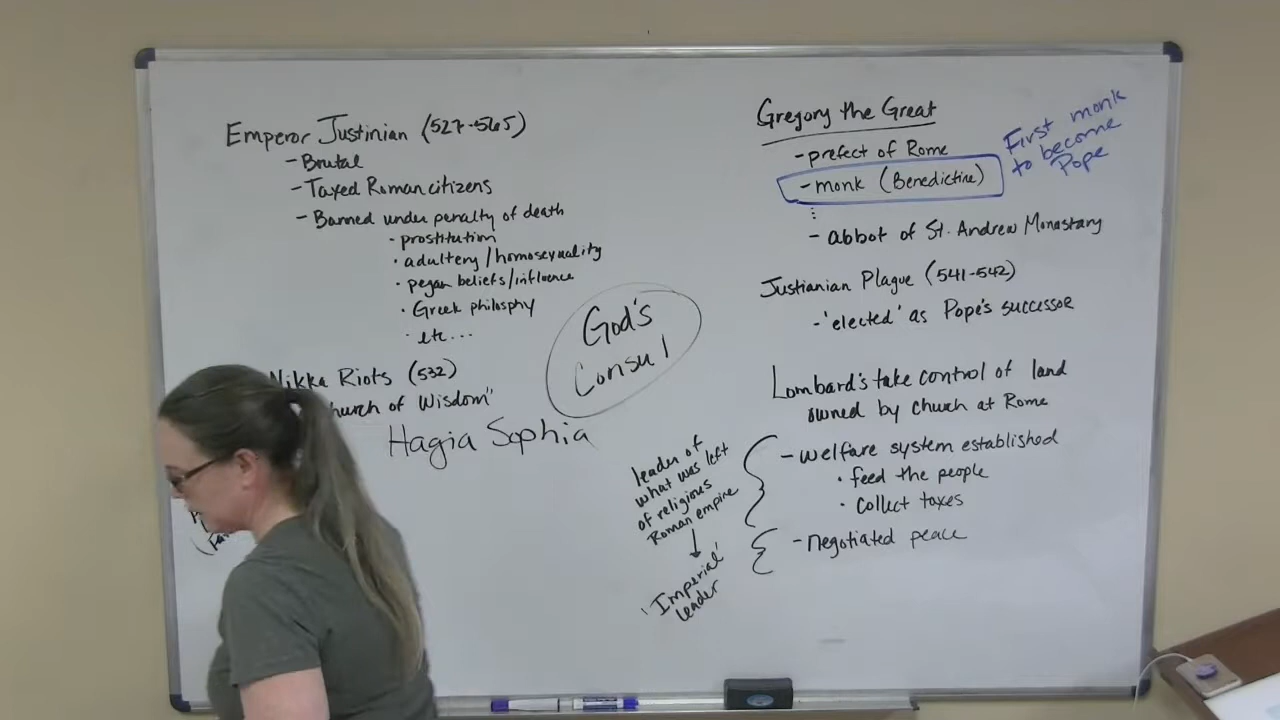 Emperor Justinian (527-565)
- Brutal
- Taxed Roman citizens
- Banned under penalty of death
• prostitution
• adultery/homosexuality
• pegan beliefs/influence
• Greek philosphy
• etc...
Nikka Riots (532)
church of Wisdom"
Hagia Sophia
God's
Consul
Gregory the Great
- prefect of Rome
- monk (Benedictine)
- abbot of St. Andrew Monastary
First monk
to become
Pope
Justianian Plague (541-542)
- 'elected' as Pope's successor
Lombard's take control of land
owned by church at Rome
- welfare system established
• feed the people
• Collect taxes
- negotiated peace
leader of
what was left
of religious
Roman empire
'Imperial'
leader